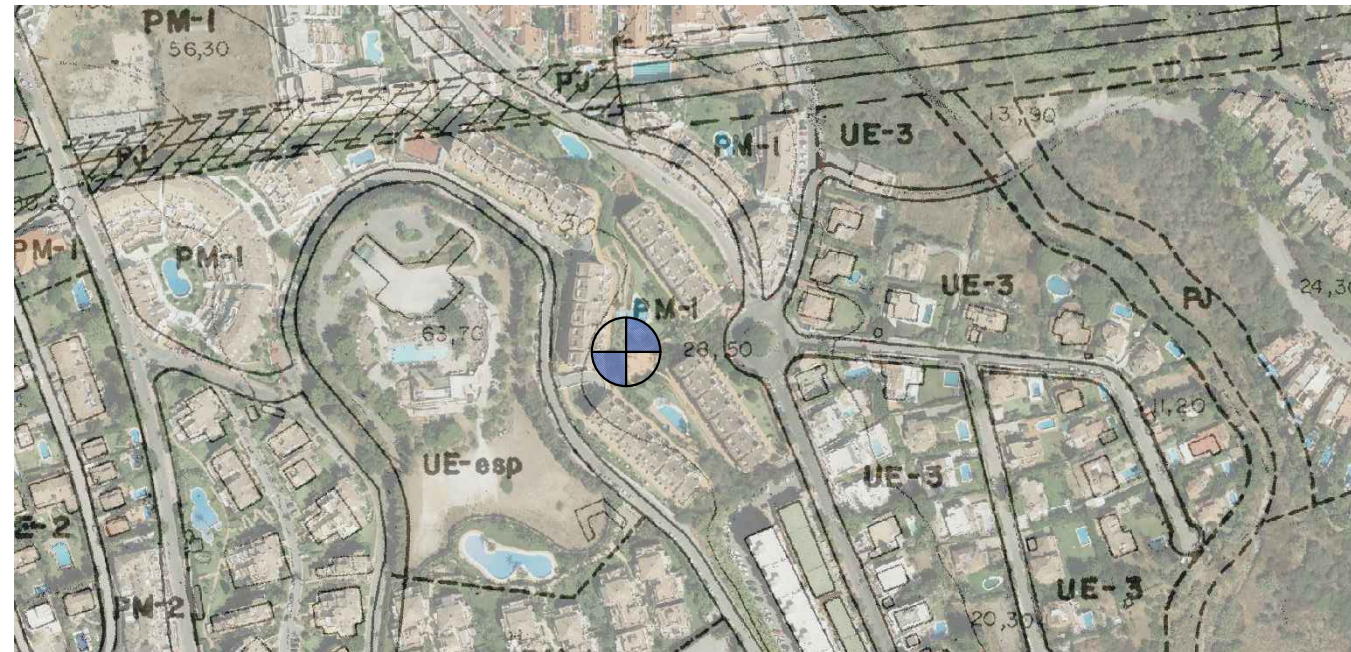 PM-1
56,30
PJ
PM-1
UE-3
13,90
PJ
PM-1
PM-1
30
UE-3
PJ
24,30
PM-1
63,70
28,50
11,20
UE-esp
UE-3
PM-2
UE-3
20,30